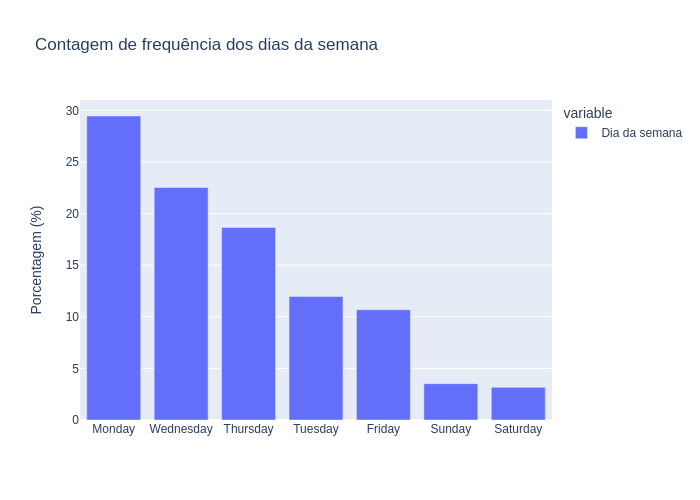 Contagem de frequência dos dias da semana
variable
Dia da semana
Porcentagem (%)
30
25
20
15
10
5
0
Monday Wednesday Thursday Tuesday Friday Sunday Saturday